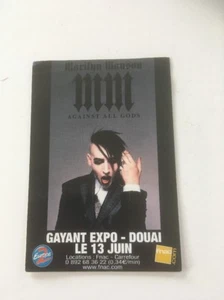 Marilyn Manson
MM
AGAINST ALL GODS
GAYANT EXPO - DOUAI
LE 13 JUIN
Locations : Fnac - Carrefour
0 892 68 36 22 (0.34€/mn)
www.fnac.com
fnac